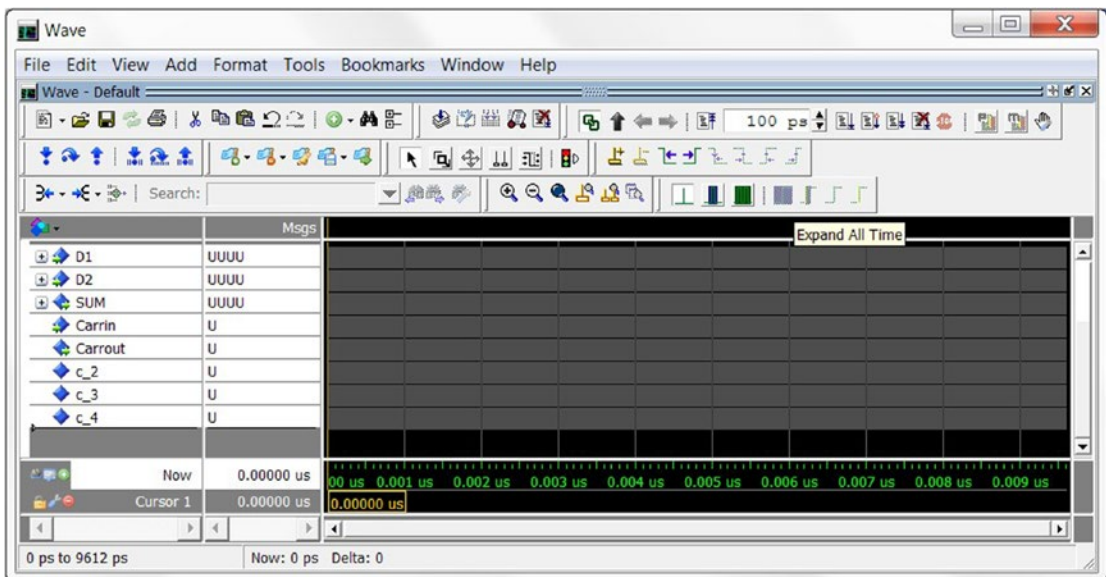 Wave
File Edit View Add Format Tools Bookmarks Window Help
Wave - Default
100 ps
Search:
Msgs
Expand All Time
D1 UUUU
D2 UUUU
SUM UUUU
Carrin U
Carrout U
c_2 U
c_3 U
c_4 U
Now 0.00000 us
00 us 0.001 us 0.002 us 0.003 us 0.004 us 0.005 us 0.006 us 0.007 us 0.008 us 0.009 us
Cursor 1 0.00000 us 0.00000 us
0 ps to 9612 ps Now: 0 ps Delta: 0